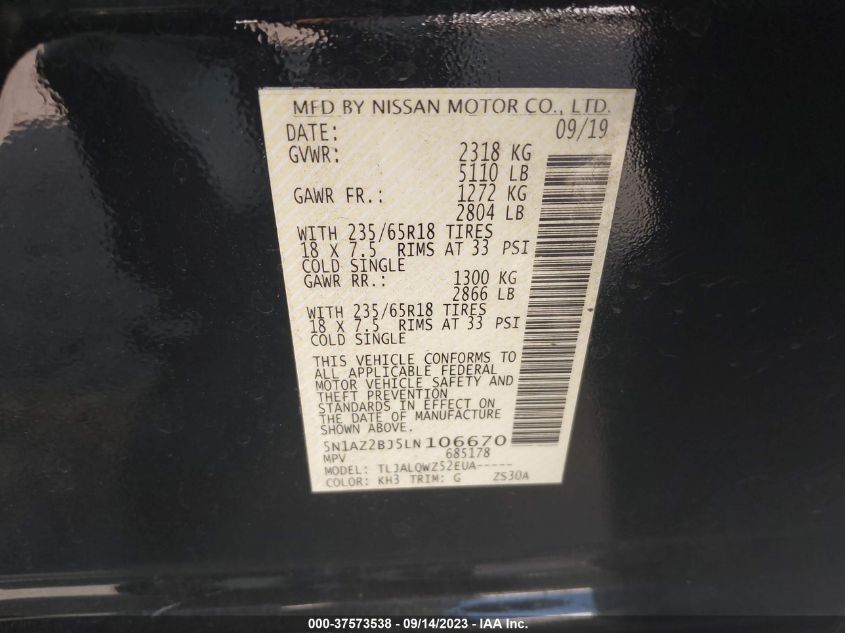 MFD BY NISSAN MOTOR CO., LTD.
DATE: 09/19
GVWR: 2318 KG
5110 LB
GAWR FR.: 1272 KG
2804 LB
WITH 235/65R18 TIRES
18 X 7.5 RIMS AT 33 PSI
COLD SINGLE
GAWR RR.: 1300 KG
2866 LB
WITH 235/65R18 TIRES
18 X 7.5 RIMS AT 33 PSI
COLD SINGLE
THIS VEHICLE CONFORMS TO
ALL APPLICABLE FEDERAL
MOTOR VEHICLE SAFETY AND
THEFT PREVENTION
STANDARDS IN EFFECT ON
THE DATE OF MANUFACTURE
SHOWN ABOVE.
5N1AZ2BJ5LN106670
MPV 685178
MODEL: TLJALQWZ52EUA-----
COLOR: KH3 TRIM: G ZS30A
000-37573538 - 09/14/2023 - IAA Inc.